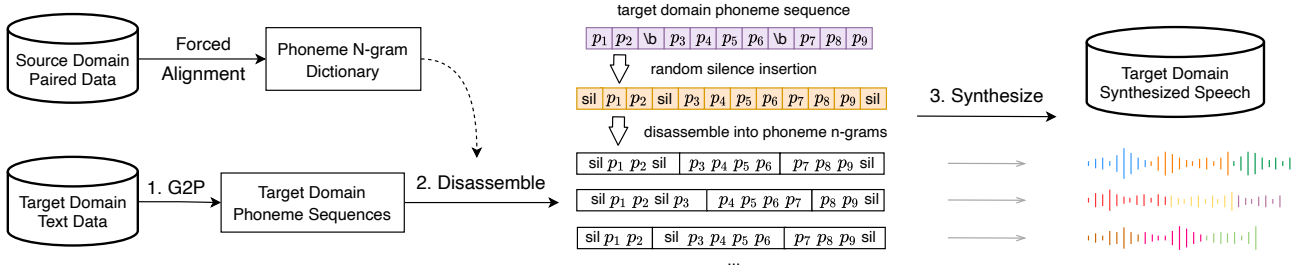 Source Domain
Paired Data
Forced
Alignment
Phoneme N-gram
Dictionary
Target Domain
Text Data
1. G2P
Target Domain
Phoneme Sequences
2. Disassemble
target domain phoneme sequence
p1 p2 \b p3 p4 p5 p6 \b p7 p8 p9
random silence insertion
sil p1 p2 sil p3 p4 p5 p6 p7 p8 p9 sil
disassemble into phoneme n-grams
sil p1 p2 sil p3 p4 p5 p6 p7 p8 p9 sil
sil p1 p2 sil p3 p4 p5 p6 p7 p8 p9 sil
sil p1 p2 sil p3 p4 p5 p6 p7 p8 p9 sil
...
3. Synthesize
Target Domain
Synthesized Speech